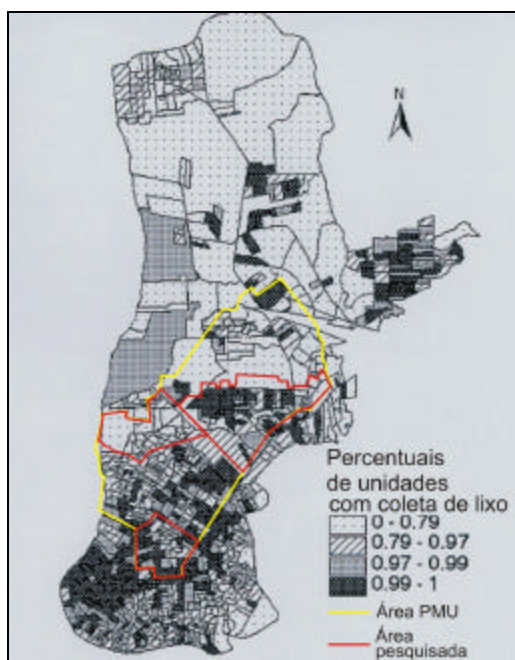 N
Percentuais
de unidades
com coleta de lixo
0 - 0.79
0.79 - 0.97
0.97 - 0.99
0.99 - 1
Área PMU
Área
pesquisada